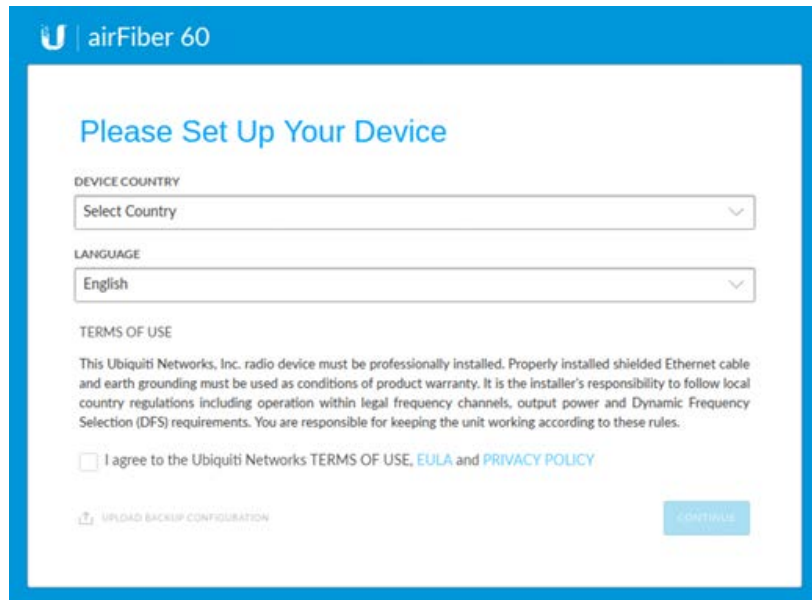 airFiber 60
Please Set Up Your Device
DEVICE COUNTRY
Select Country
LANGUAGE
English
TERMS OF USE
This Ubiquiti Networks, Inc. radio device must be professionally installed. Properly installed shielded Ethernet cable
and earth grounding must be used as conditions of product warranty. It is the installer's responsibility to follow local
country regulations including operation within legal frequency channels, output power and Dynamic Frequency
Selection (DFS) requirements. You are responsible for keeping the unit working according to these rules.
I agree to the Ubiquiti Networks TERMS OF USE, EULA and PRIVACY POLICY
UPLOAD BACKUP CONFIGURATION
CONTINUE